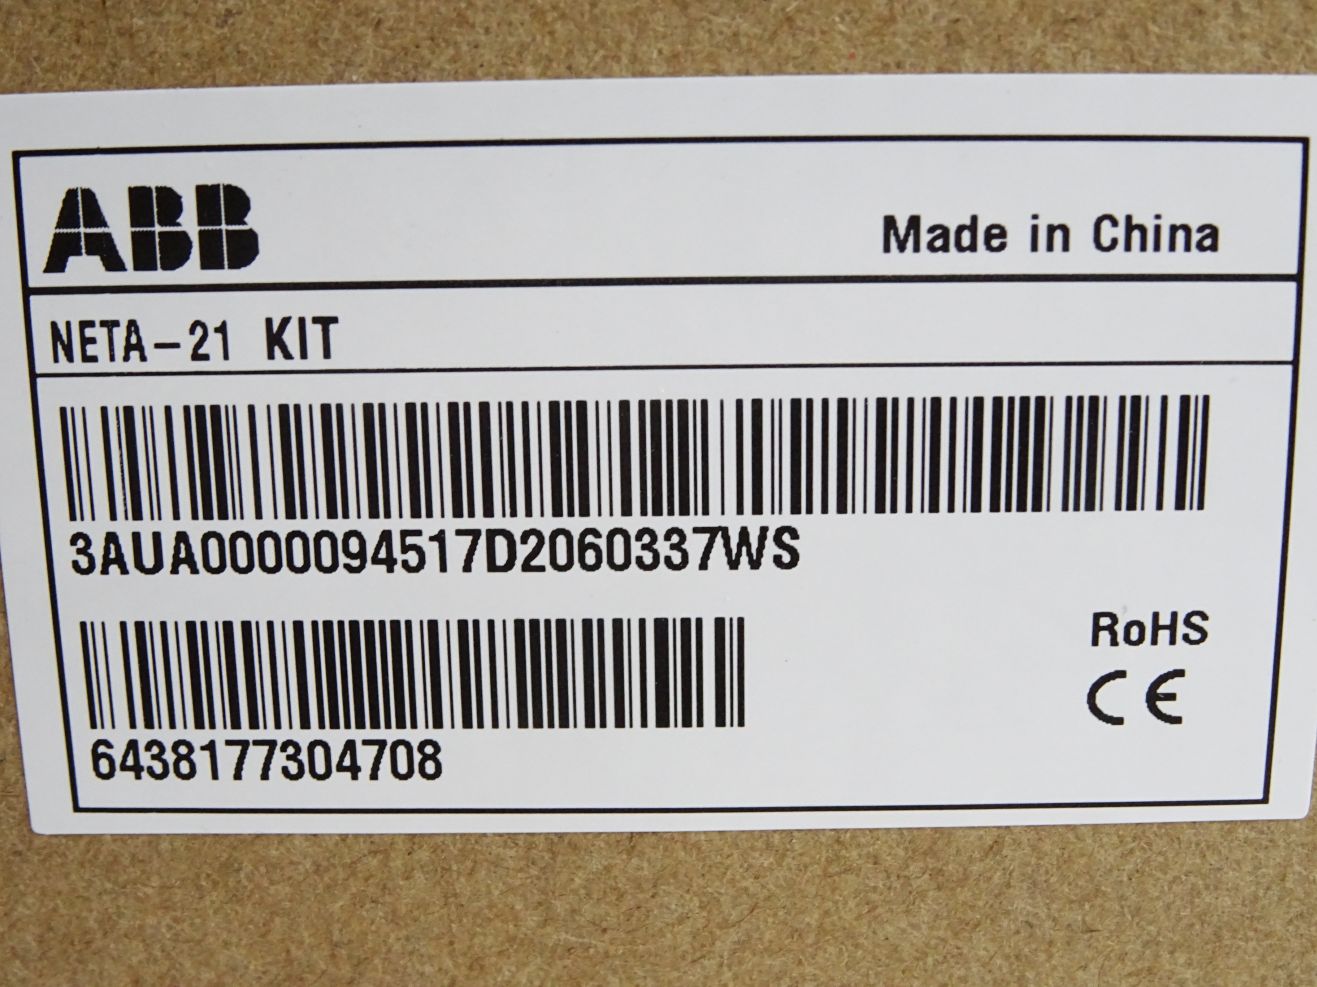 ABB
Made in China
NETA-21 KIT
3AUA0000094517D2060337WS
6438177304708
RoHS
CE